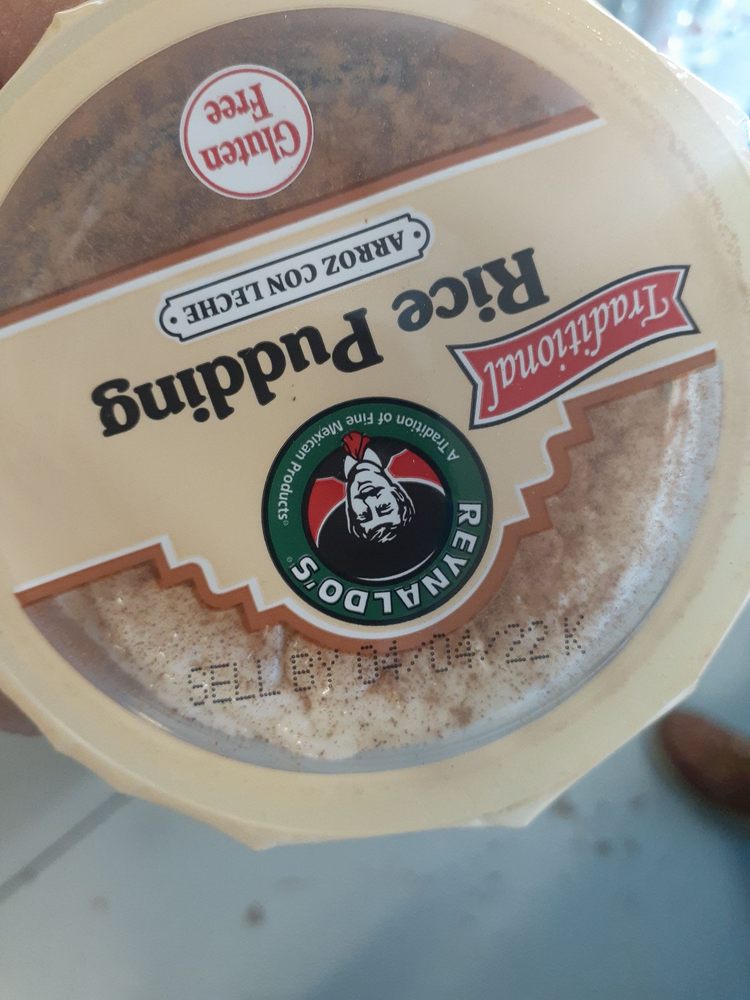 SELL BY 04/04/22 K
REYNALDO'S
A Tradition of Fine Mexican Products
Traditional
Rice Pudding
ARROZ CON LECHE
Gluten
Free